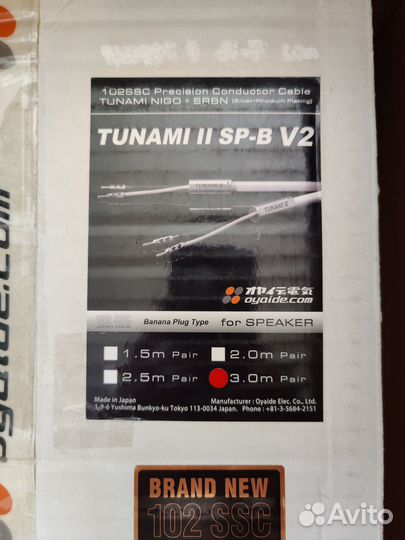 102SSC Precision Conductor Cable
TUNAMI NIGO + SRBN (Silver+Rhodium Plating)
TUNAMI II SP-B V2
TUNAMI II
TUNAMI II
オヤイデ電気
oyaide.com
102 SSC
Banana Plug Type for SPEAKER
1.5m Pair 2.0m Pair
2.5m Pair 3.0m Pair
Made in Japan Manufacturer : Oyaide Elec. Co., Ltd.
1-9-6 Yushima Bunkyo-ku Tokyo 113-0034 Japan. Phone : +81-3-5684-2151
BRAND NEW
102 SSC
oyaide.com
Avito